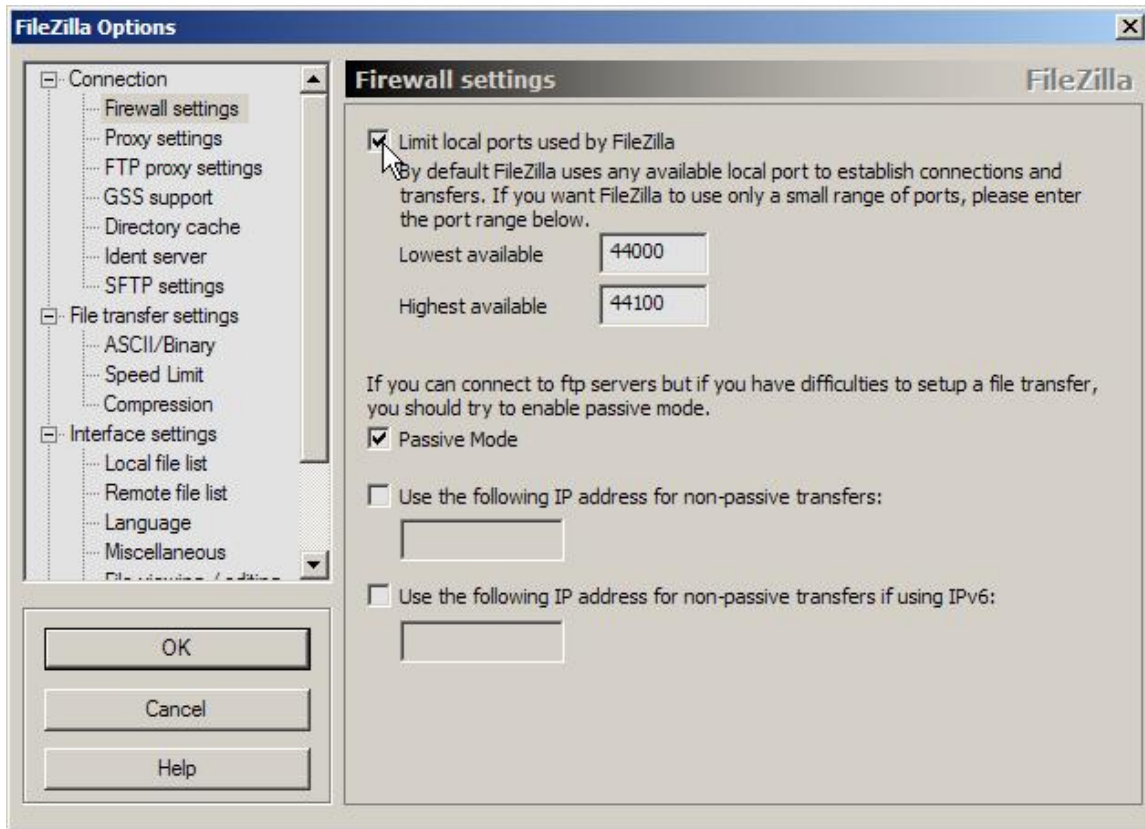 FileZilla Options
Connection
Firewall settings
Proxy settings
FTP proxy settings
GSS support
Directory cache
Ident server
SFTP settings
File transfer settings
ASCII/Binary
Speed Limit
Compression
Interface settings
Local file list
Remote file list
Language
Miscellaneous
File viewing / editing
OK
Cancel
Help
Firewall settings
FileZilla
Limit local ports used by FileZilla
By default FileZilla uses any available local port to establish connections and
transfers. If you want FileZilla to use only a small range of ports, please enter
the port range below.
Lowest available
44000
Highest available
44100
If you can connect to ftp servers but if you have difficulties to setup a file transfer,
you should try to enable passive mode.
Passive Mode
Use the following IP address for non-passive transfers:
Use the following IP address for non-passive transfers if using IPv6: